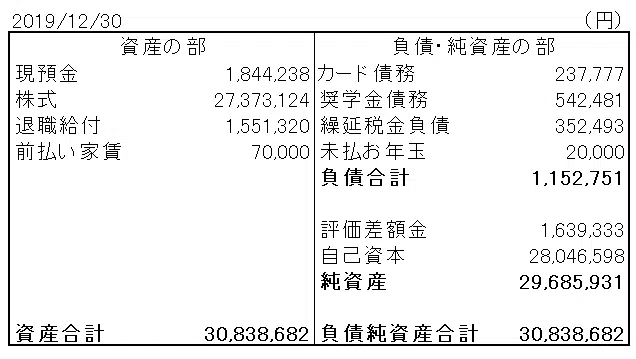 2019/12/30 （円）
資産の部 負債・純資産の部
現預金 1,844,238 カード債務 237,777
株式 27,373,124 奨学金債務 542,481
退職給付 1,551,320 繰延税金負債 352,493
前払い家賃 70,000 未払お年玉 20,000
負債合計 1,152,751
評価差額金 1,639,333
自己資本 28,046,598
純資産 29,685,931
資産合計 30,838,682 負債純資産合計 30,838,682